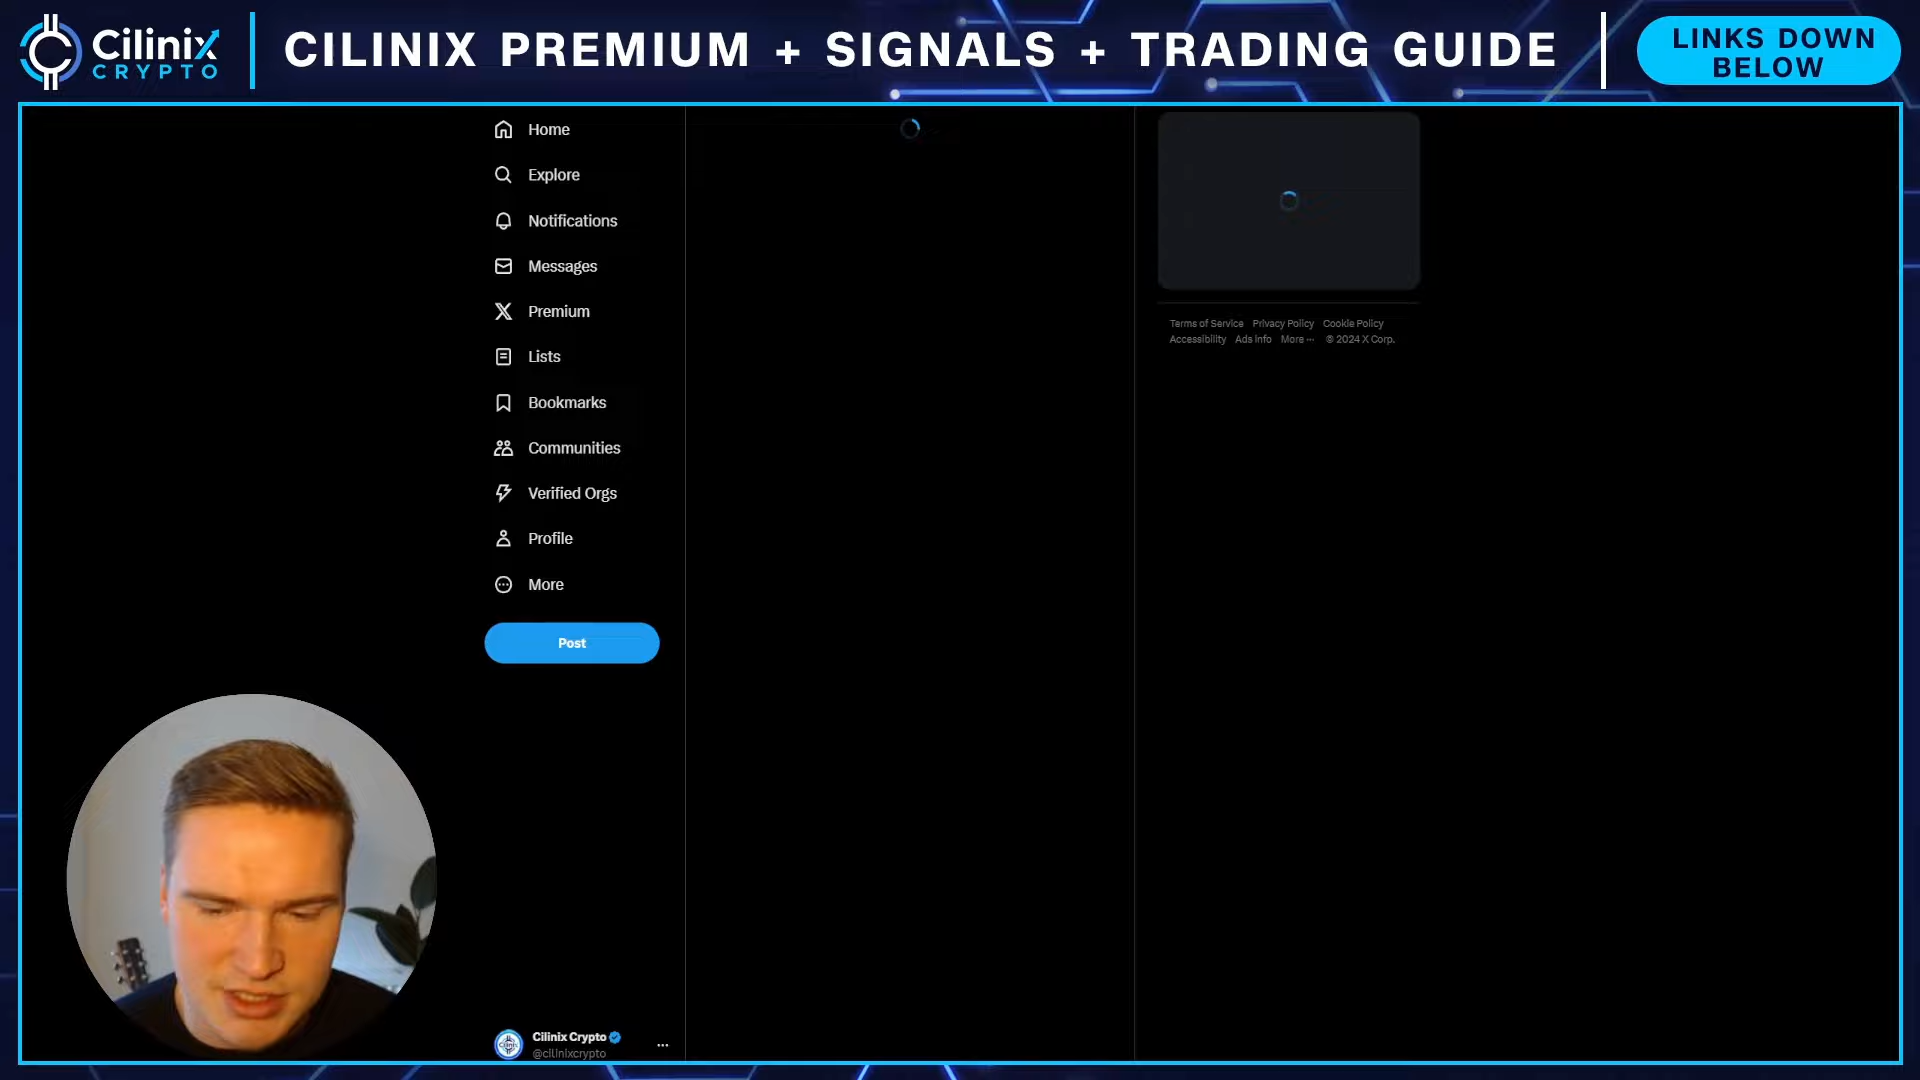 Cilinix
CRYPTO
CILINIX PREMIUM + SIGNALS + TRADING GUIDE
LINKS DOWN
BELOW
Home
Explore
Notifications
Messages
Premium
Lists
Bookmarks
Communities
Verified Orgs
Profile
More
Post
Cilinix Crypto
@cilinixcrypto
Terms of Service Privacy Policy Cookie Policy
Accessibility Ads info More ... © 2024 X Corp.